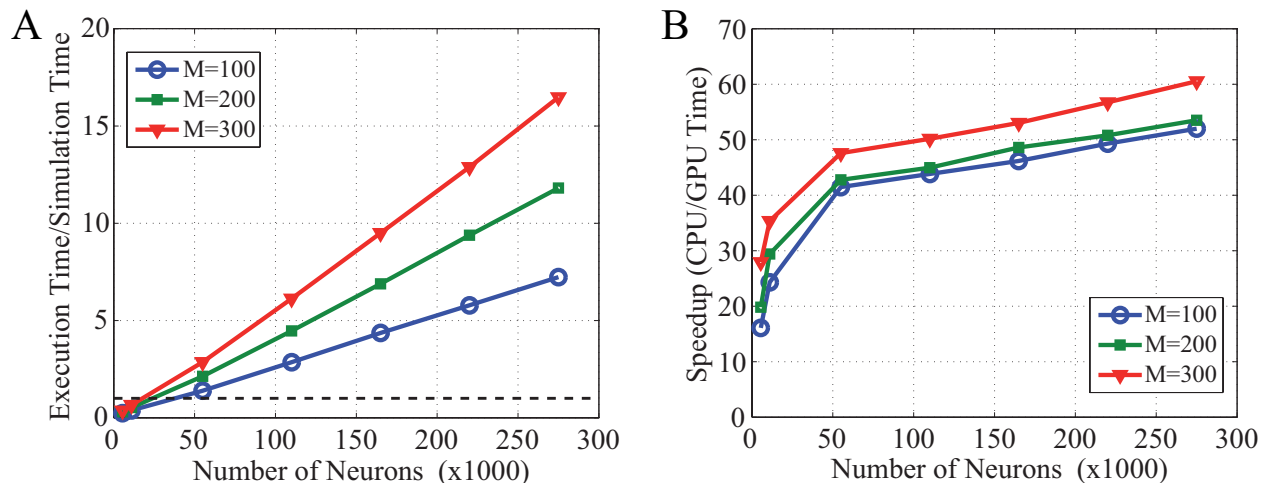 A
Execution Time/Simulation Time
20
15
10
5
0
M=100
M=200
M=300
0 50 100 150 200 250 300
Number of Neurons (x1000)
B
Speedup (CPU/GPU Time)
70
60
50
40
30
20
10
0
M=100
M=200
M=300
0 50 100 150 200 250 300
Number of Neurons (x1000)